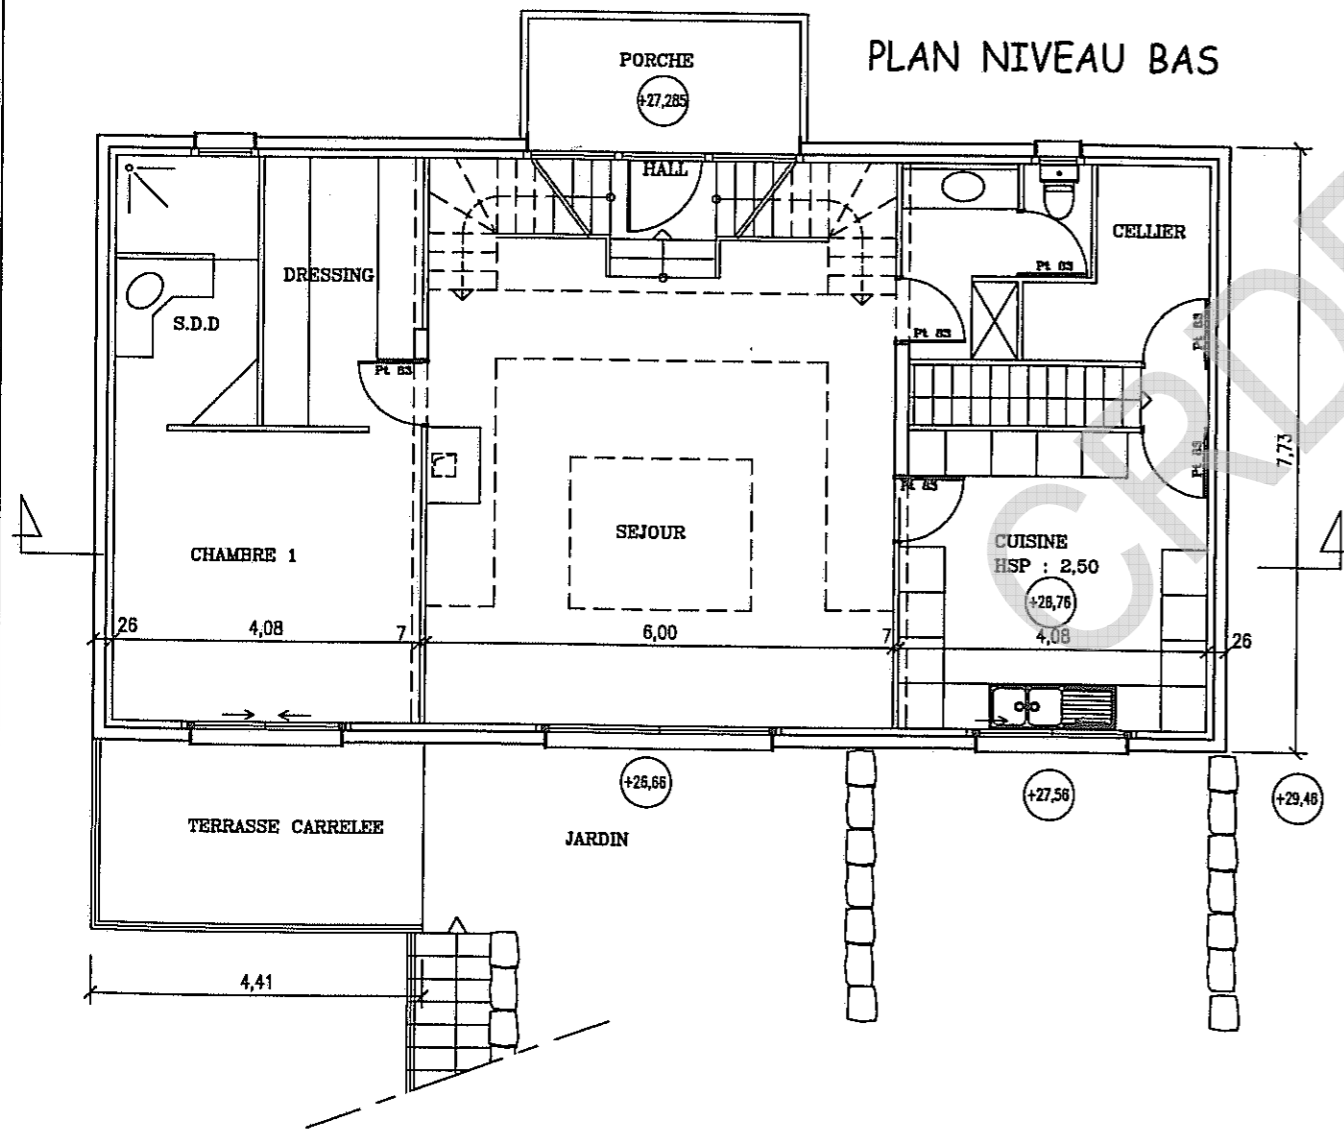 PLAN NIVEAU BAS
PORCHE
+27,285
HALL
CELLIER
DRESSING
Pt 83
S.D.D
Pt 83
Pt 83
Pt 83
7,73
Pt 83
Pt 83
SEJOUR
CUISINE
HSP : 2,50
CHAMBRE 1
+26,76
26
4,08
7
6,00
7
4,08
26
+26,66
+27,56
+29,46
TERRASSE CARRELEE
JARDIN
4,41
CRDP